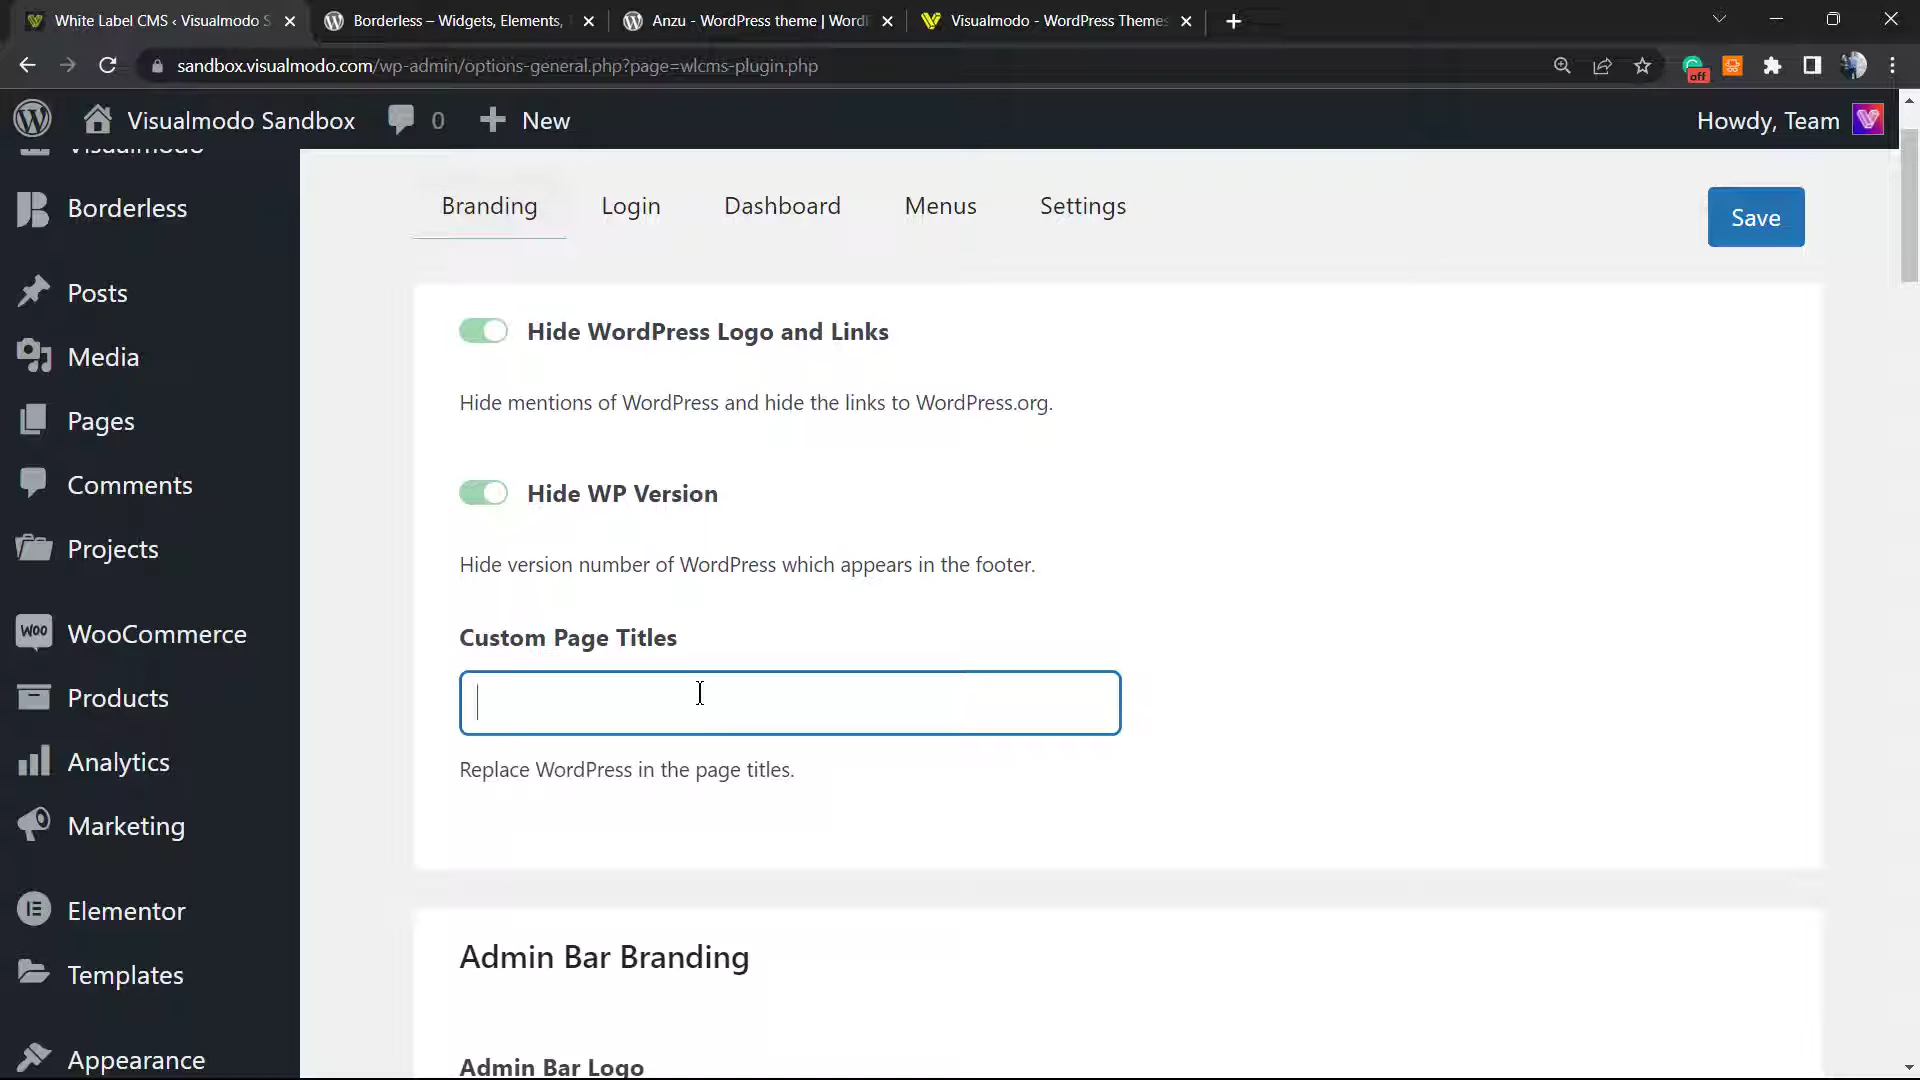 White Label CMS ‹ Visualmodo S
Borderless – Widgets, Elements, T
Anzu - WordPress theme | WordP
Visualmodo - WordPress Themes
sandbox.visualmodo.com/wp-admin/options-general.php?page=wlcms-plugin.php
off
Visualmodo Sandbox
0
New
Howdy, Team
Visualmodo
Borderless
Posts
Media
Pages
Comments
Projects
WOO
WooCommerce
Products
Analytics
Marketing
Elementor
Templates
Appearance
Branding
Login
Dashboard
Menus
Settings
Save
Hide WordPress Logo and Links
Hide mentions of WordPress and hide the links to WordPress.org.
Hide WP Version
Hide version number of WordPress which appears in the footer.
Custom Page Titles
Replace WordPress in the page titles.
Admin Bar Branding
Admin Bar Logo